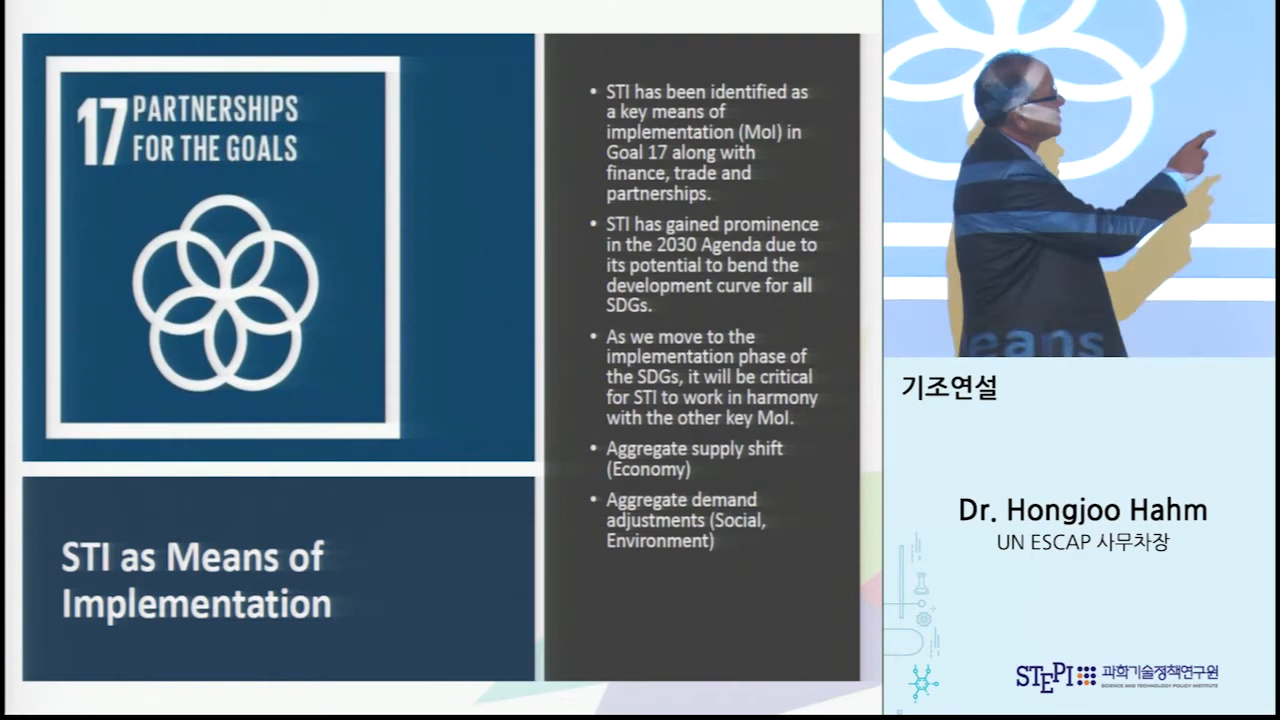 17 PARTNERSHIPS
FOR THE GOALS
STI as Means of
Implementation
• STI has been identified as
a key means of
implementation (MoI) in
Goal 17 along with
finance, trade and
partnerships.
• STI has gained prominence
in the 2030 Agenda due to
its potential to bend the
development curve for all
SDGs.
• As we move to the
implementation phase of
the SDGs, it will be critical
for STI to work in harmony
with the other key MoI.
• Aggregate supply shift
(Economy)
• Aggregate demand
adjustments (Social,
Environment)
eans
기조연설
Dr. Hongjoo Hahm
UN ESCAP 사무차장
STEPI 과학기술정책연구원
SCIENCE AND TECHNOLOGY POLICY INSTITUTE